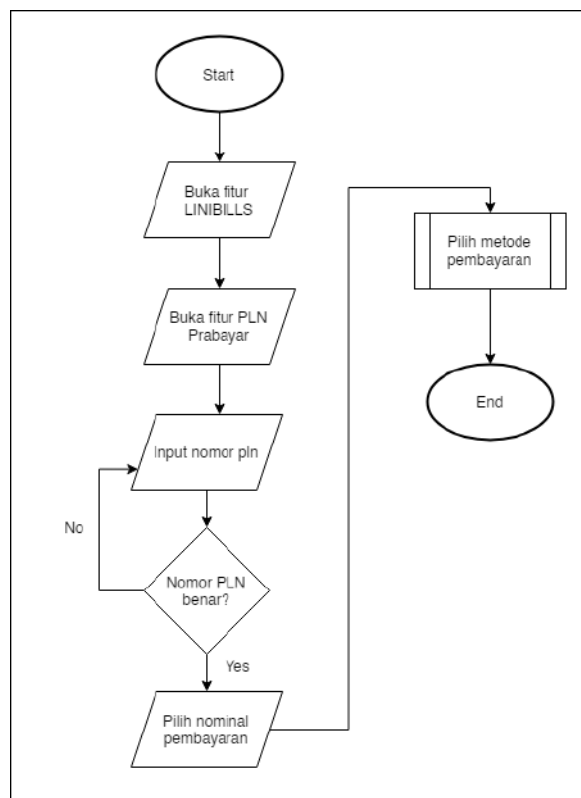 Start
Buka fitur
LINIBILLS
Buka fitur PLN
Prabayar
Input nomor pln
Nomor PLN
benar?
No
Yes
Pilih nominal
pembayaran
Pilih metode
pembayaran
End